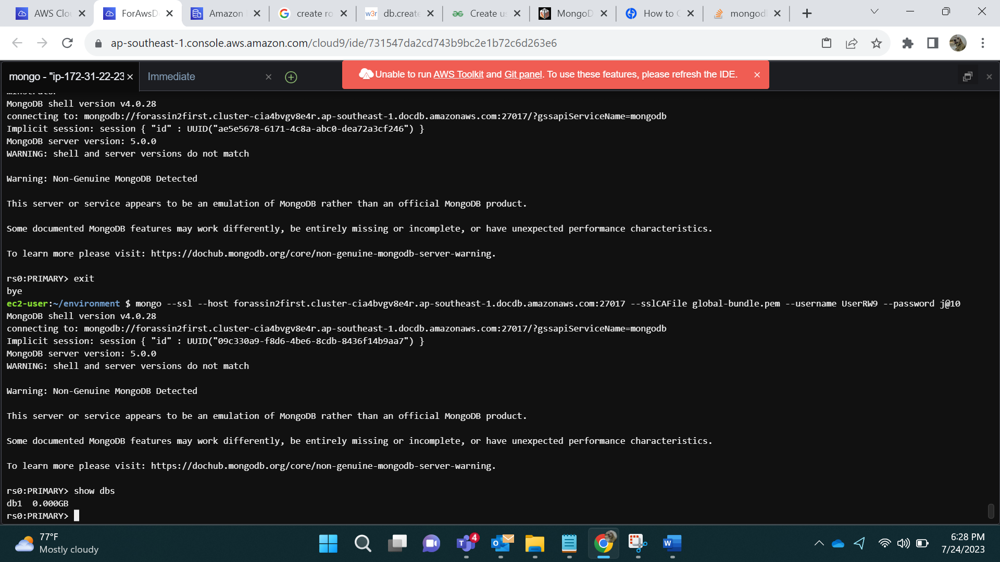 AWS Clo
ForAwsD
Amazon
create ro
w3r db.create
Create us
MongoD
How to C
mongod
ap-southeast-1.console.aws.amazon.com/cloud9/ide/731547da2cd743b9bc2e1b72c6d263e6
mongo - "ip-172-31-22-23
Immediate
Unable to run AWS Toolkit and Git panel. To use these features, please refresh the IDE.
MongoDB shell version v4.0.28
connecting to: mongodb://forassin2first.cluster-cia4bvgv8e4r.ap-southeast-1.docdb.amazonaws.com:27017/?gssapiServiceName=mongodb
Implicit session: session { "id" : UUID("ae5e5678-6171-4c8a-abc0-dea72a3cf246") }
MongoDB server version: 5.0.0
WARNING: shell and server versions do not match
Warning: Non-Genuine MongoDB Detected
This server or service appears to be an emulation of MongoDB rather than an official MongoDB product.
Some documented MongoDB features may work differently, be entirely missing or incomplete, or have unexpected performance characteristics.
To learn more please visit: https://dochub.mongodb.org/core/non-genuine-mongodb-server-warning.
rs0:PRIMARY> exit
bye
ec2-user:~/environment $ mongo --ssl --host forassin2first.cluster-cia4bvgv8e4r.ap-southeast-1.docdb.amazonaws.com:27017 --sslCAFile global-bundle.pem --username UserRW9 --password j@10
MongoDB shell version v4.0.28
connecting to: mongodb://forassin2first.cluster-cia4bvgv8e4r.ap-southeast-1.docdb.amazonaws.com:27017/?gssapiServiceName=mongodb
Implicit session: session { "id" : UUID("09c330a9-f8d6-4be6-8cdb-8436f14b9aa7") }
MongoDB server version: 5.0.0
WARNING: shell and server versions do not match
Warning: Non-Genuine MongoDB Detected
This server or service appears to be an emulation of MongoDB rather than an official MongoDB product.
Some documented MongoDB features may work differently, be entirely missing or incomplete, or have unexpected performance characteristics.
To learn more please visit: https://dochub.mongodb.org/core/non-genuine-mongodb-server-warning.
rs0:PRIMARY> show dbs
db1 0.000GB
rs0:PRIMARY>
77°F
Mostly cloudy
4
6:28 PM
7/24/2023